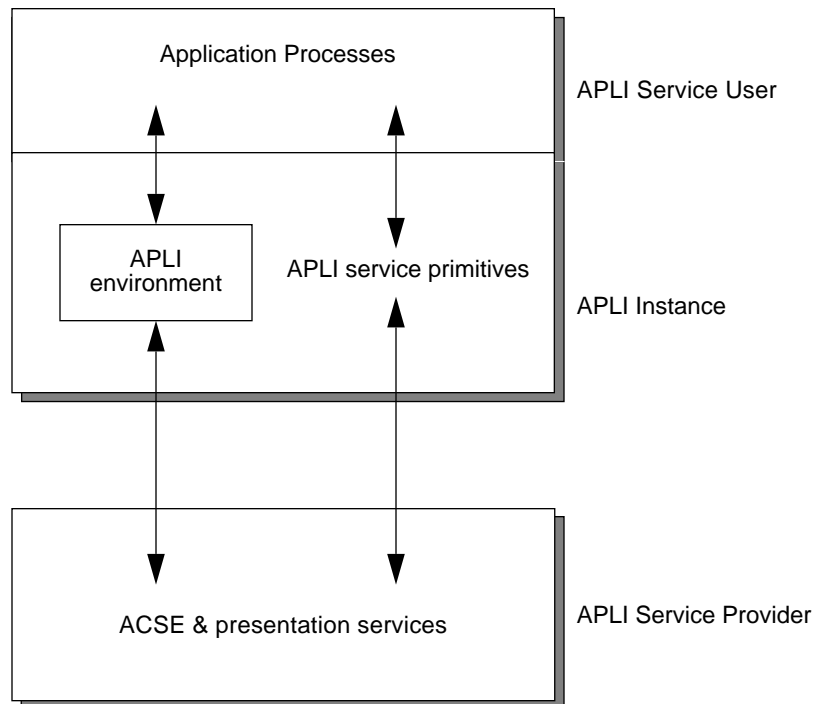 Application Processes
APLI Service User
APLI
environment
APLI service primitives
APLI Instance
ACSE & presentation services
APLI Service Provider